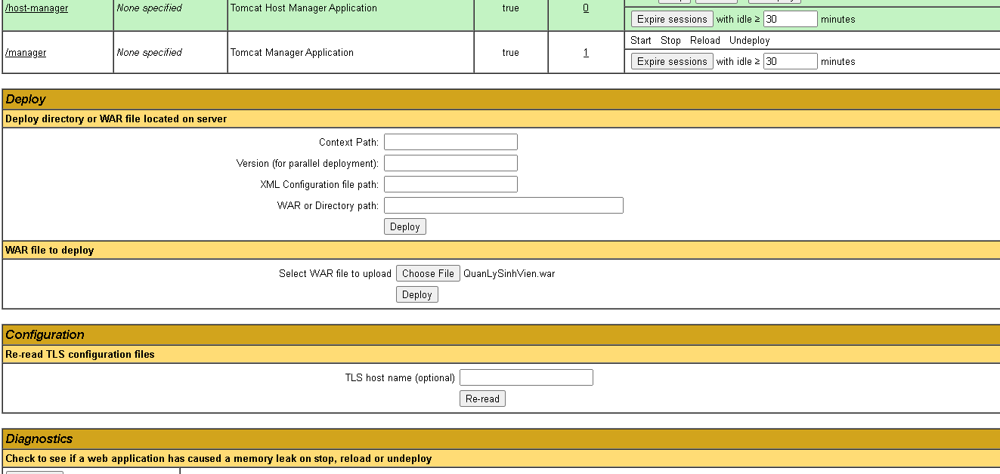 /host-manager None specified Tomcat Host Manager Application true 0
Expire sessions with idle ≥ 30 minutes
Start Stop Reload Undeploy
/manager None specified Tomcat Manager Application true 1
Expire sessions with idle ≥ 30 minutes
Deploy
Deploy directory or WAR file located on server
Context Path:
Version (for parallel deployment):
XML Configuration file path:
WAR or Directory path:
Deploy
WAR file to deploy
Select WAR file to upload Choose File QuanLySinhVien.war
Deploy
Configuration
Re-read TLS configuration files
TLS host name (optional)
Re-read
Diagnostics
Check to see if a web application has caused a memory leak on stop, reload or undeploy